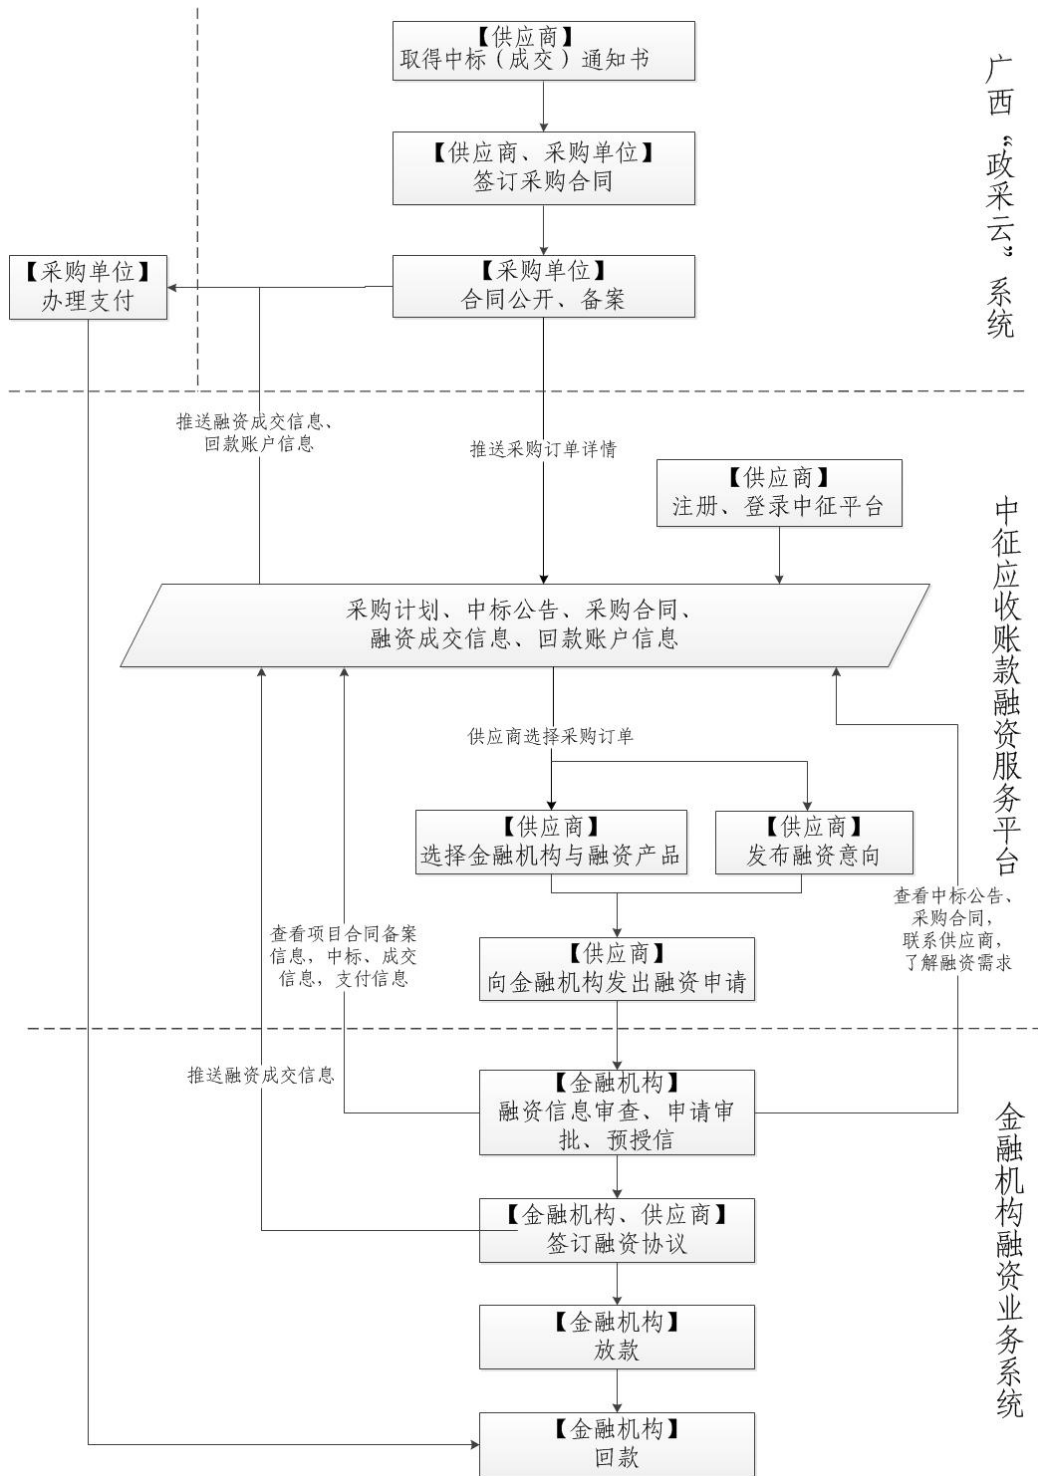 【供应商】
取得中标（成交）通知书
【供应商、采购单位】
签订采购合同
【采购单位】
办理支付
【采购单位】
合同公开、备案
广西“政采云”系统
推送融资成交信息、
回款账户信息
推送采购订单详情
【供应商】
注册、登录中征平台
采购计划、中标公告、采购合同、
融资成交信息、回款账户信息
中征应收账款融资服务平台
供应商选择采购订单
【供应商】
选择金融机构与融资产品
【供应商】
发布融资意向
查看中标公告、
采购合同，
联系供应商，
了解融资需求
查看项目合同备案
信息，中标、成交
信息，支付信息
【供应商】
向金融机构发出融资申请
推送融资成交信息
【金融机构】
融资信息审查、申请审
批、预授信
【金融机构、供应商】
签订融资协议
【金融机构】
放款
【金融机构】
回款
金融机构融资业务系统